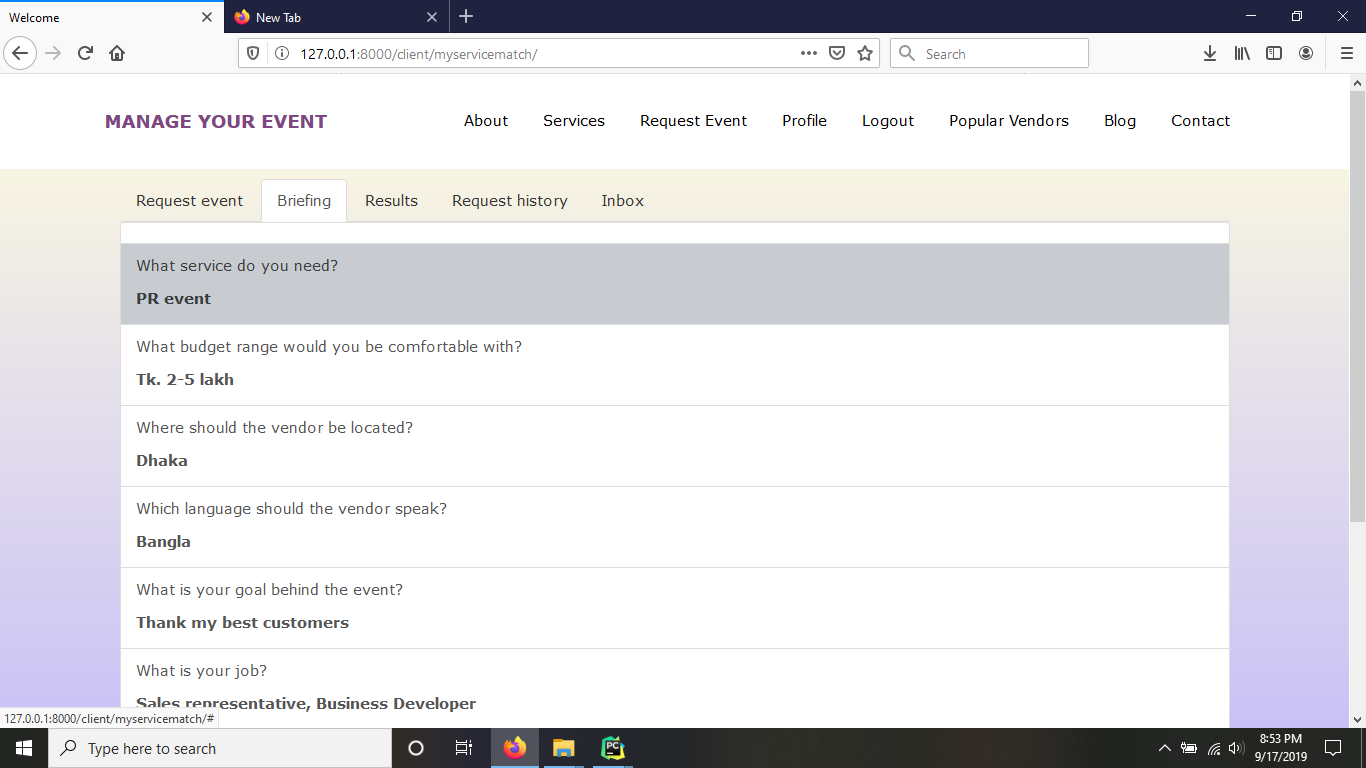 Welcome
New Tab
127.0.0.1:8000/client/myservicematch/
Search
MANAGE YOUR EVENT
About
Services
Request Event
Profile
Logout
Popular Vendors
Blog
Contact
Request event
Briefing
Results
Request history
Inbox
What service do you need?
PR event
What budget range would you be comfortable with?
Tk. 2-5 lakh
Where should the vendor be located?
Dhaka
Which language should the vendor speak?
Bangla
What is your goal behind the event?
Thank my best customers
What is your job?
Sales representative, Business Developer
127.0.0.1:8000/client/myservicematch/#
Type here to search
PC
8:53 PM
9/17/2019